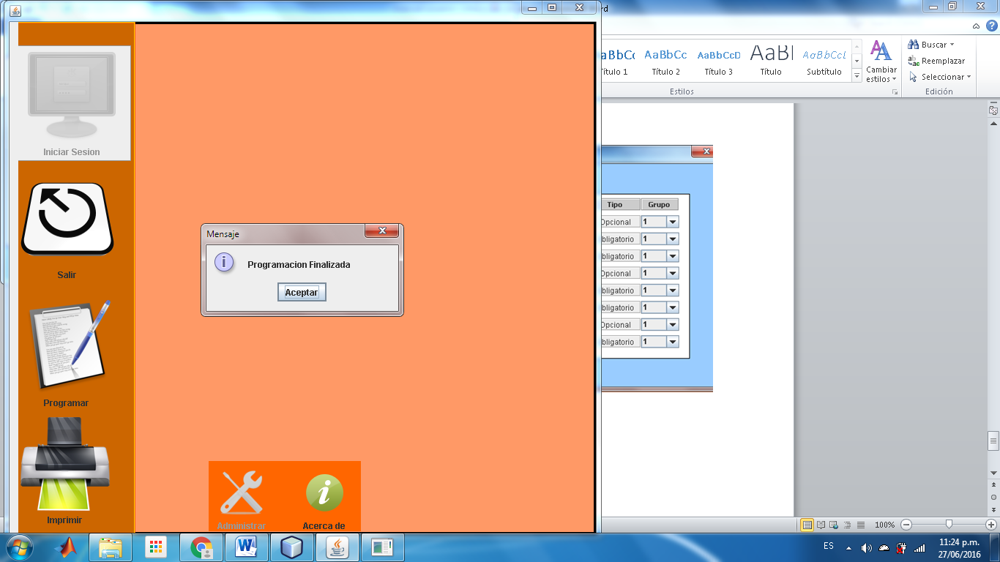 rd
Iniciar Sesion
Salir
Programar
Imprimir
Mensaje
Programacion Finalizada
Aceptar
Administrar
Acerca de
AaBbCc AaBbCc AaBbCcD AaBl AaBbCcl
Título 1 Título 2 Título 3 Título Subtítulo
Cambiar
estilos
Estilos
Buscar
Reemplazar
Seleccionar
Edición
Tipo Grupo
Opcional 1
bligatorio 1
bligatorio 1
Opcional 1
bligatorio 1
bligatorio 1
Opcional 1
bligatorio 1
100%
ES
11:24 p.m.
27/06/2016